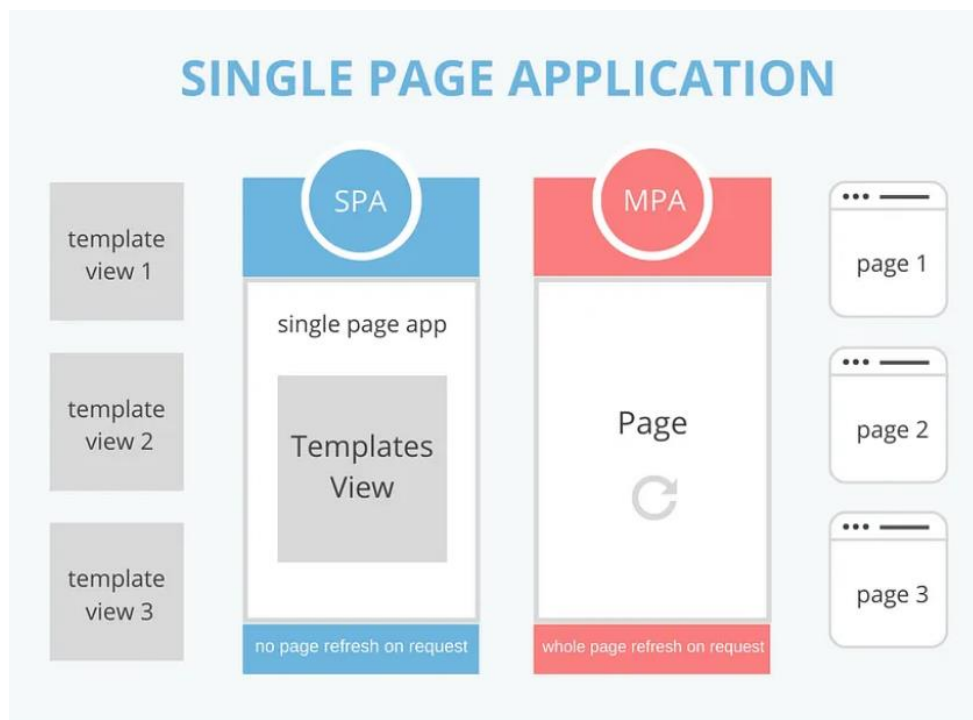 SINGLE PAGE APPLICATION
template
view 1
template
view 2
template
view 3
SPA
single page app
Templates
View
no page refresh on request
MPA
Page
whole page refresh on request
page 1
page 2
page 3